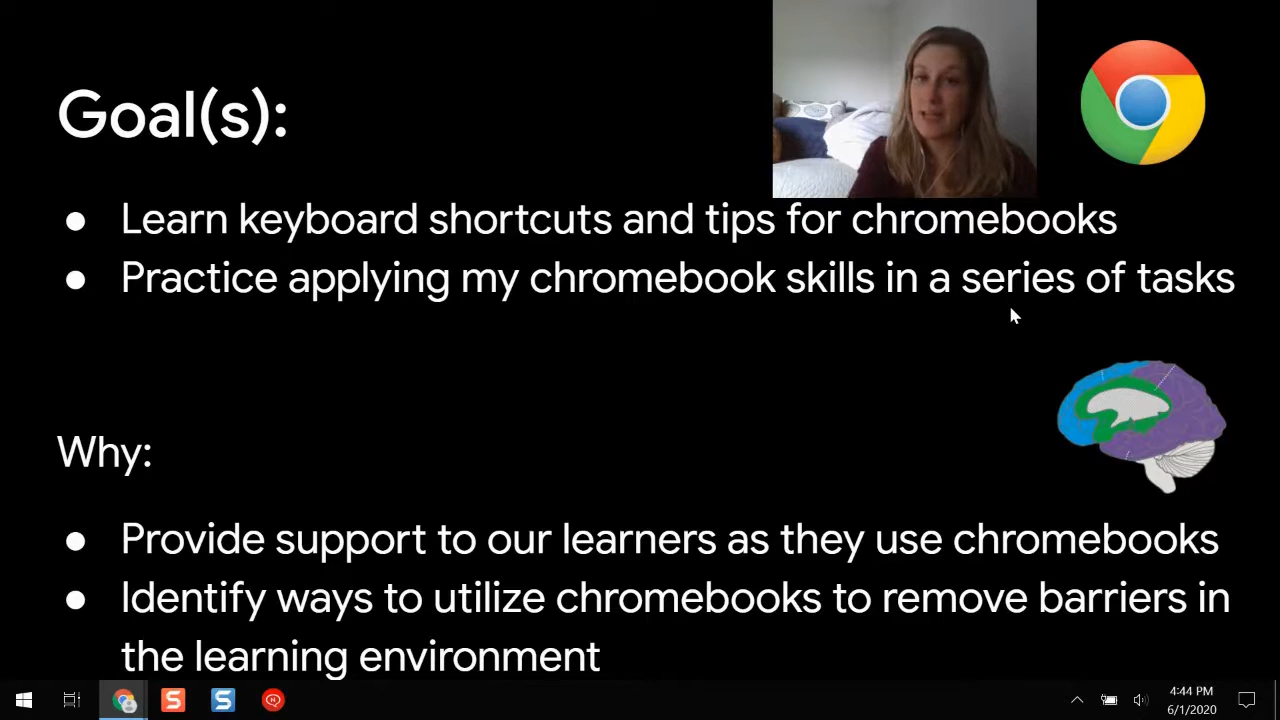 Goal(s):
● Learn keyboard shortcuts and tips for chromebooks
● Practice applying my chromebook skills in a series of tasks
Why:
● Provide support to our learners as they use chromebooks
● Identify ways to utilize chromebooks to remove barriers in
the learning environment
S
S
N
4:44 PM
6/1/2020